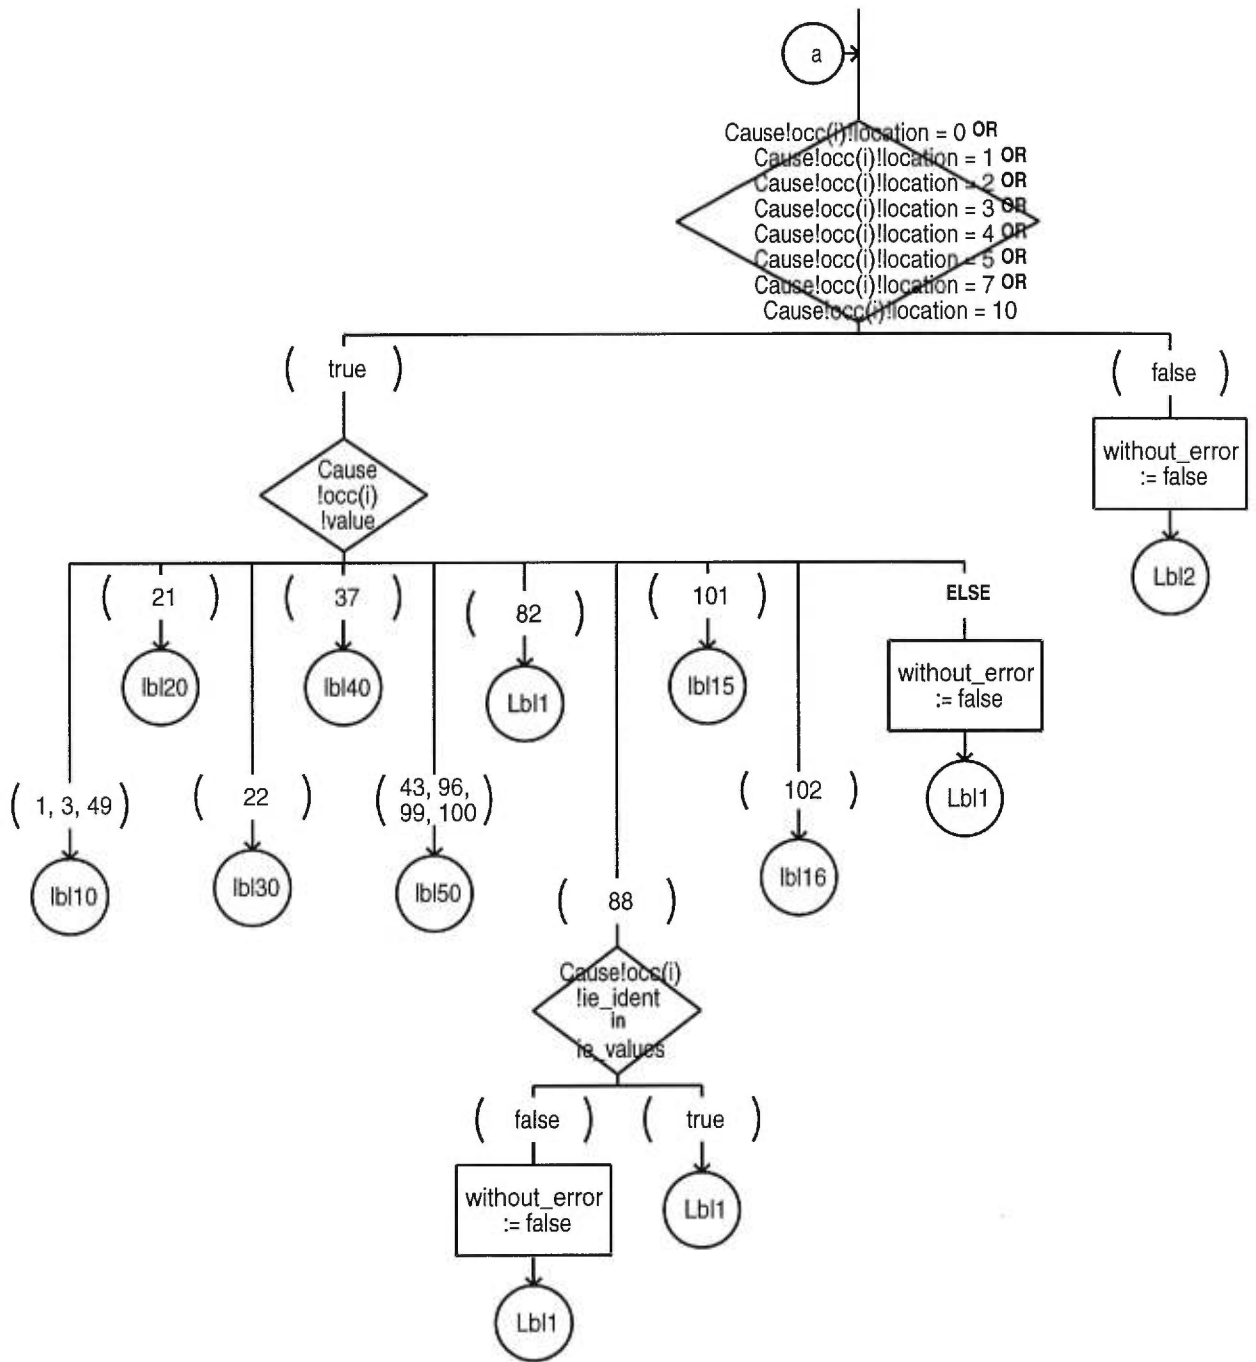 a
Cause!occ(i)!location = 0 OR
Cause!occ(i)!location = 1 OR
Cause!occ(i)!location = 2 OR
Cause!occ(i)!location = 3 OR
Cause!occ(i)!location = 4 OR
Cause!occ(i)!location = 5 OR
Cause!occ(i)!location = 7 OR
Cause!occ(i)!location = 10
( true )
( false )
without_error
:= false
Lbl2
Cause
!occ(i)
!value
( 21 )
( 37 )
( 82 )
( 101 )
ELSE
lbl20
lbl40
Lbl1
lbl15
without_error
:= false
Lbl1
( 1, 3, 49 )
( 22 )
( 43, 96,
99, 100 )
( 102 )
lbl10
lbl30
lbl50
lbl16
( 88 )
Cause!occ(i)
!ie_ident
in
ie_values
( false )
( true )
without_error
:= false
Lbl1
Lbl1